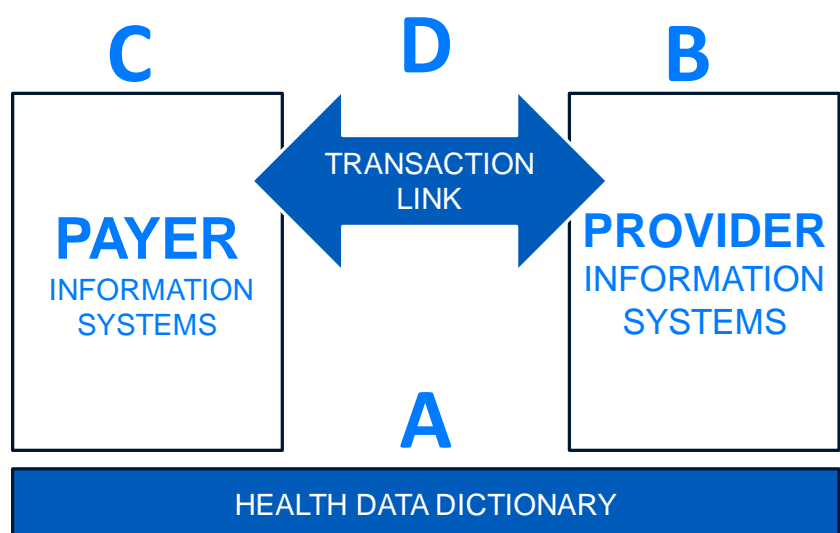 C
D
B
TRANSACTION
LINK
PAYER
INFORMATION
SYSTEMS
PROVIDER
INFORMATION
SYSTEMS
A
HEALTH DATA DICTIONARY